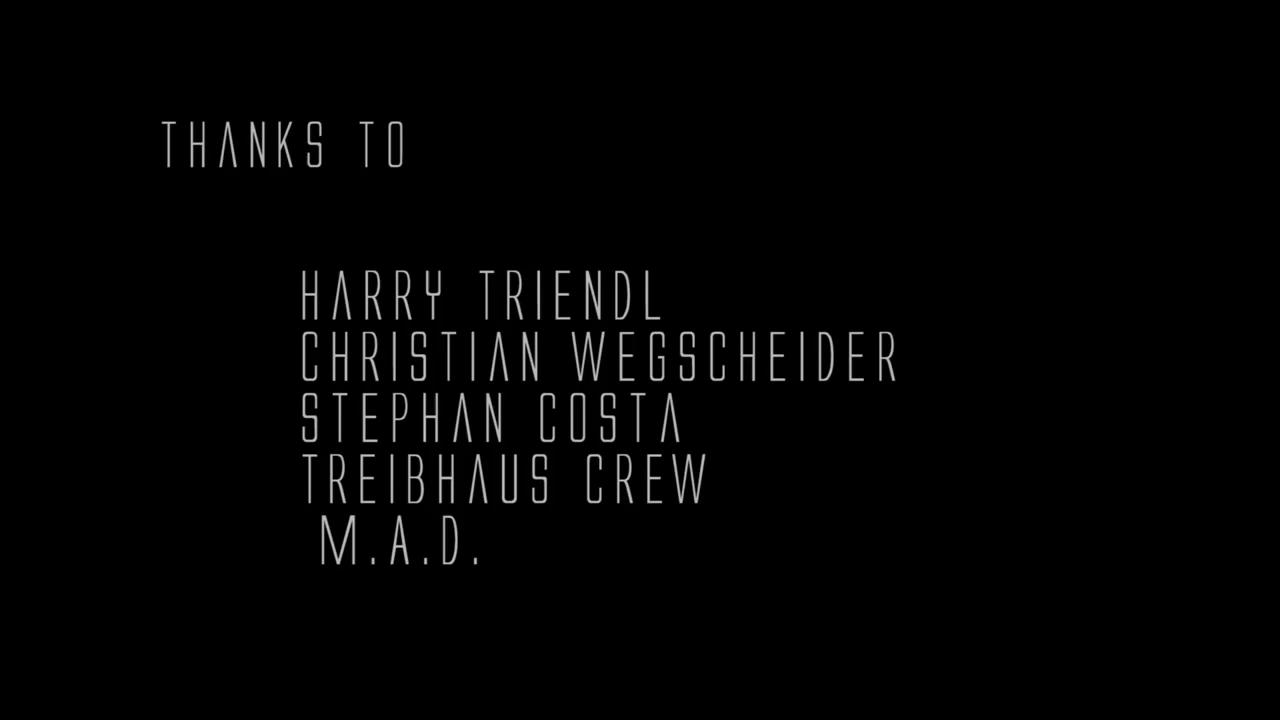 THANKS TO
HARRY TRIENDL
CHRISTIAN WEGSCHEIDER
STEPHAN COSTA
TREIBHAUS CREW
M.A.D.